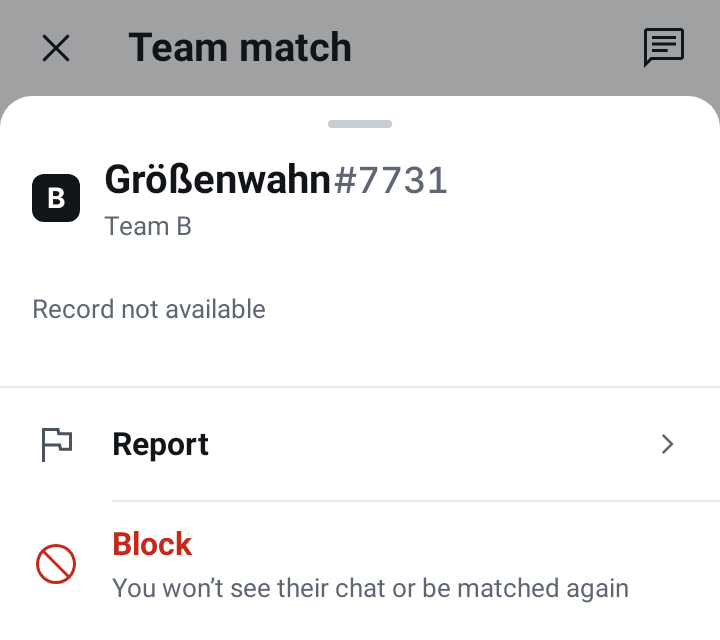 Team match
B
Größenwahn#7731
Team B
Record not available
Report
Block
You won’t see their chat or be matched again